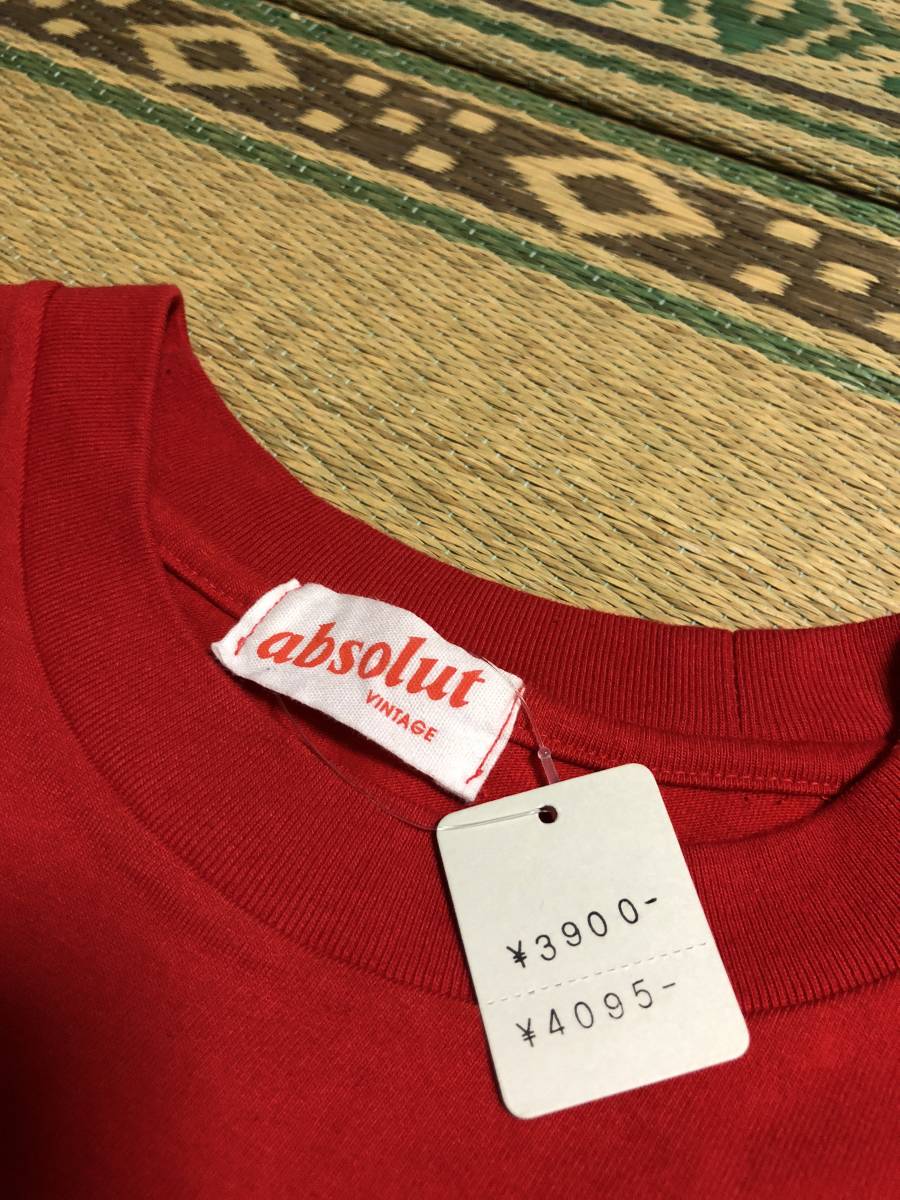 absolut
VINTAGE
¥3900-
¥4095-